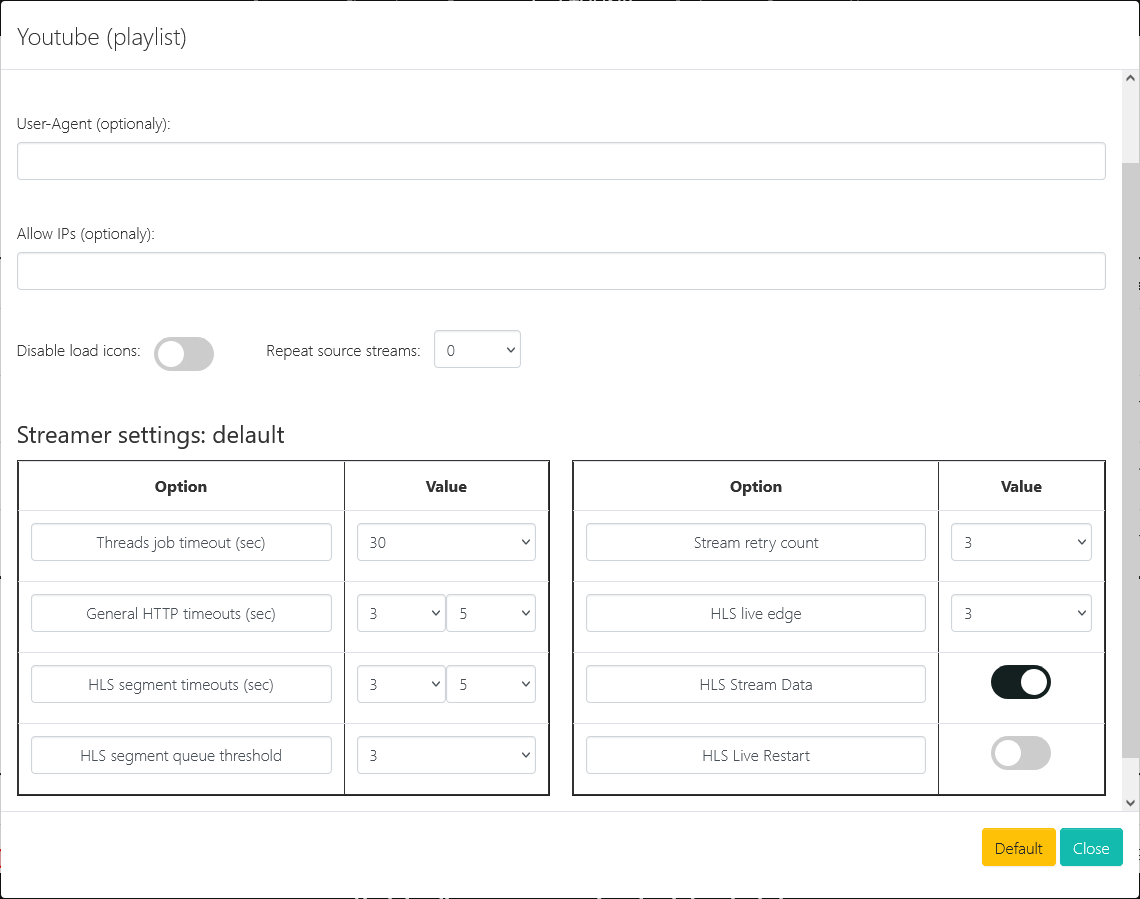 Youtube (playlist)
User-Agent (optionaly):
Allow IPs (optionaly):
Disable load icons: Repeat source streams: 0
Streamer settings: default
Option Value Option Value
Threads job timeout (sec) 30 Stream retry count 3
General HTTP timeouts (sec) 3 5 HLS live edge 3
HLS segment timeouts (sec) 3 5 HLS Stream Data
HLS segment queue threshold 3 HLS Live Restart
Default Close